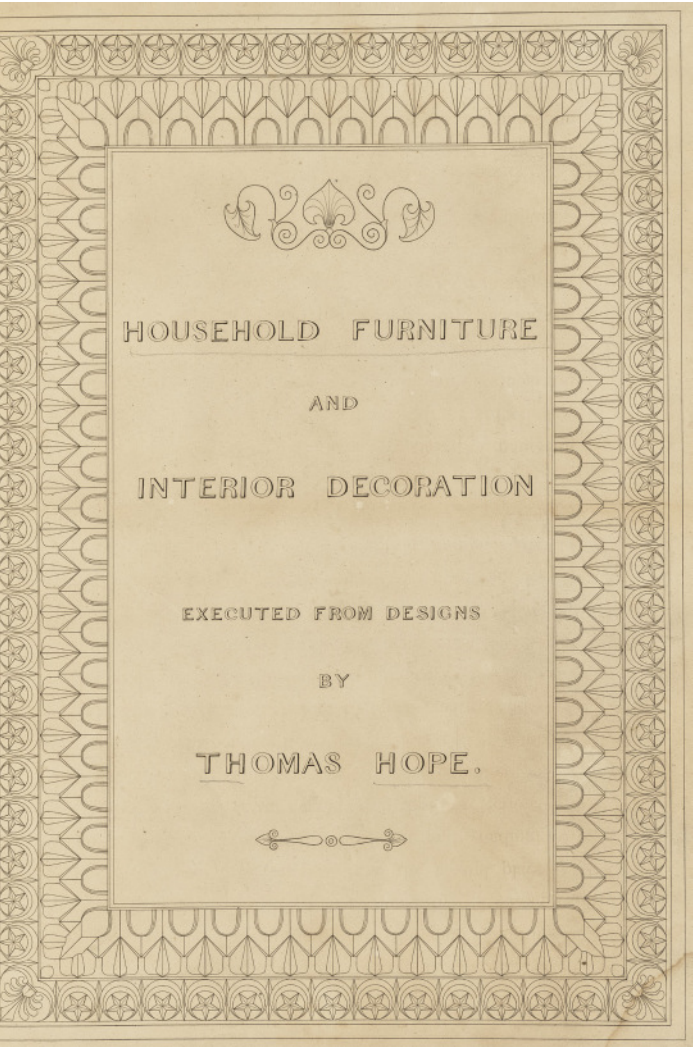 HOUSEHOLD FURNITURE
AND
INTERIOR DECORATION
EXECUTED FROM DESIGNS
BY
THOMAS HOPE.